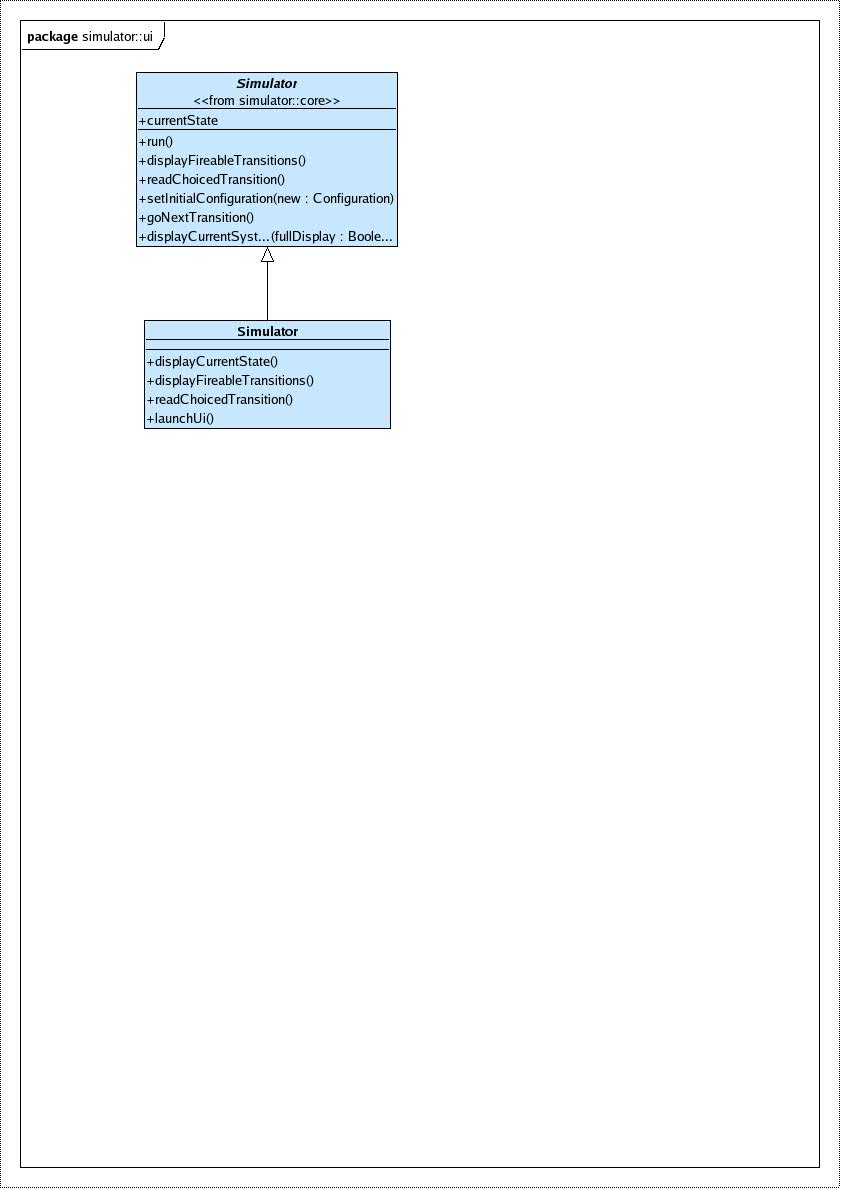 package simulator::ui
Simulator
<<from simulator::core>>
+currentState
+run()
+displayFireableTransitions()
+readChoicedTransition()
+setInitialConfiguration(new : Configuration)
+goNextTransition()
+displayCurrentSyst...(fullDisplay : Boole...
Simulator
+displayCurrentState()
+displayFireableTransitions()
+readChoicedTransition()
+launchUi()